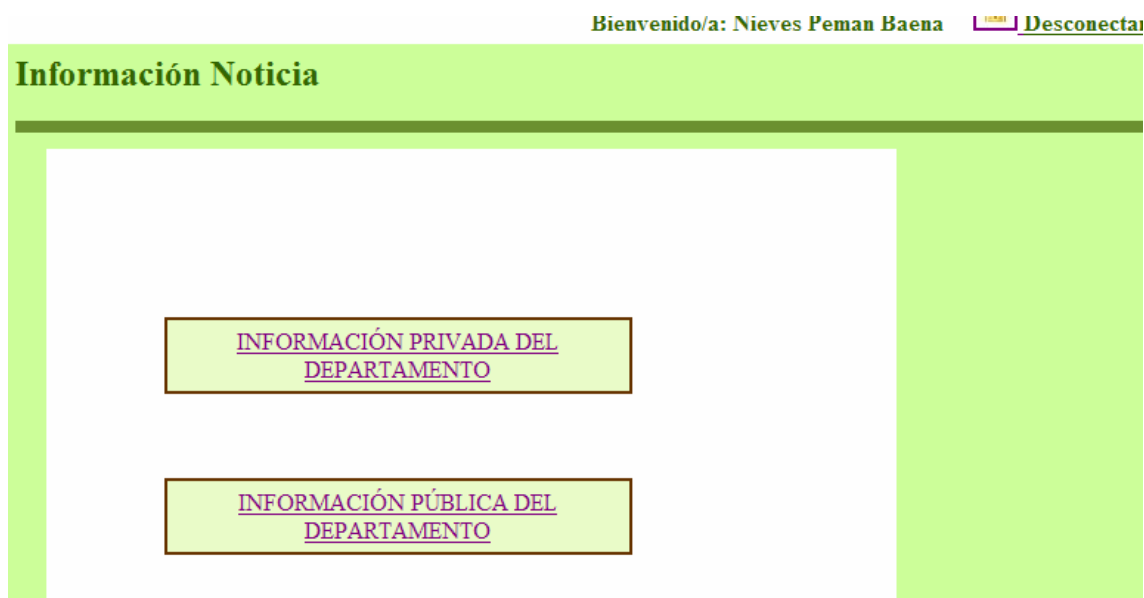 Bienvenido/a: Nieves Peman Baena Desconectar
Información Noticia
INFORMACIÓN PRIVADA DEL
DEPARTAMENTO
INFORMACIÓN PÚBLICA DEL
DEPARTAMENTO